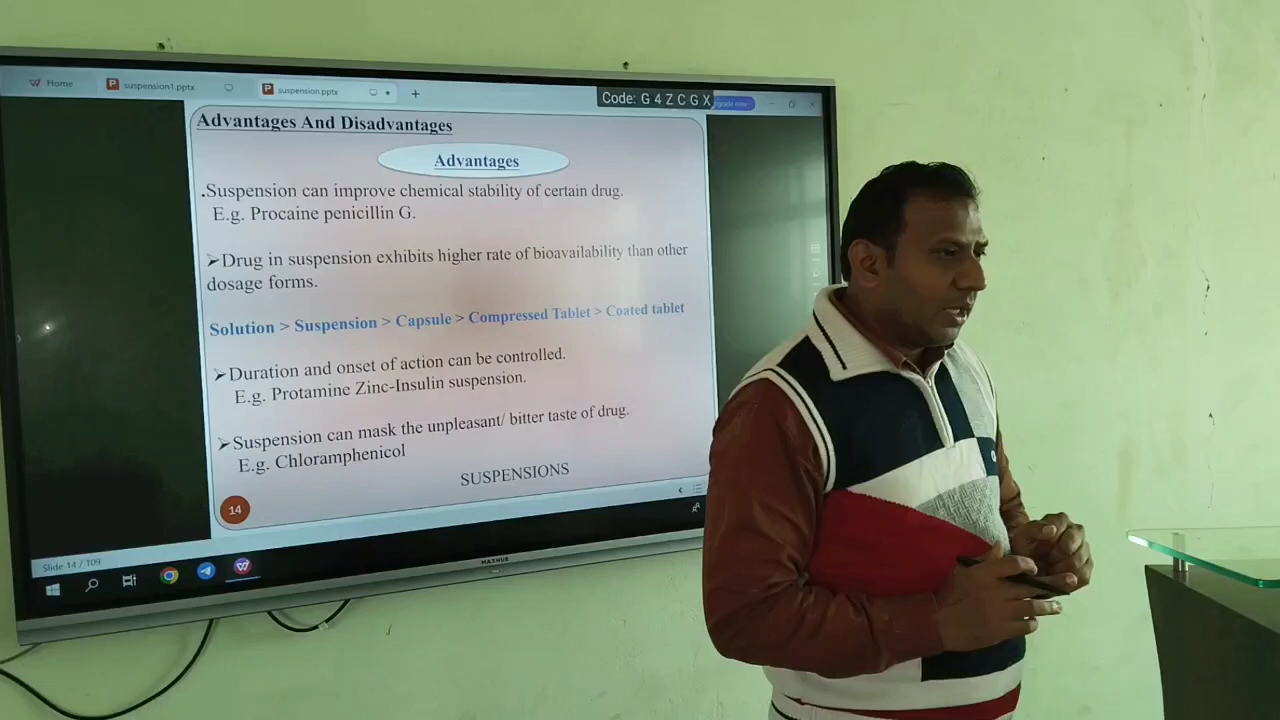 Home
suspension1.pptx
suspension.pptx
Code: G 4 Z C G X
Advantages And Disadvantages
Advantages
.Suspension can improve chemical stability of certain drug.
E.g. Procaine penicillin G.
➢Drug in suspension exhibits higher rate of bioavailability than other
dosage forms.
Solution > Suspension > Capsule > Compressed Tablet > Coated tablet
➢Duration and onset of action can be controlled.
E.g. Protamine Zinc-Insulin suspension.
➢Suspension can mask the unpleasant/ bitter taste of drug.
E.g. Chloramphenicol
SUSPENSIONS
14
Slide 14 / 109
MAXHUB